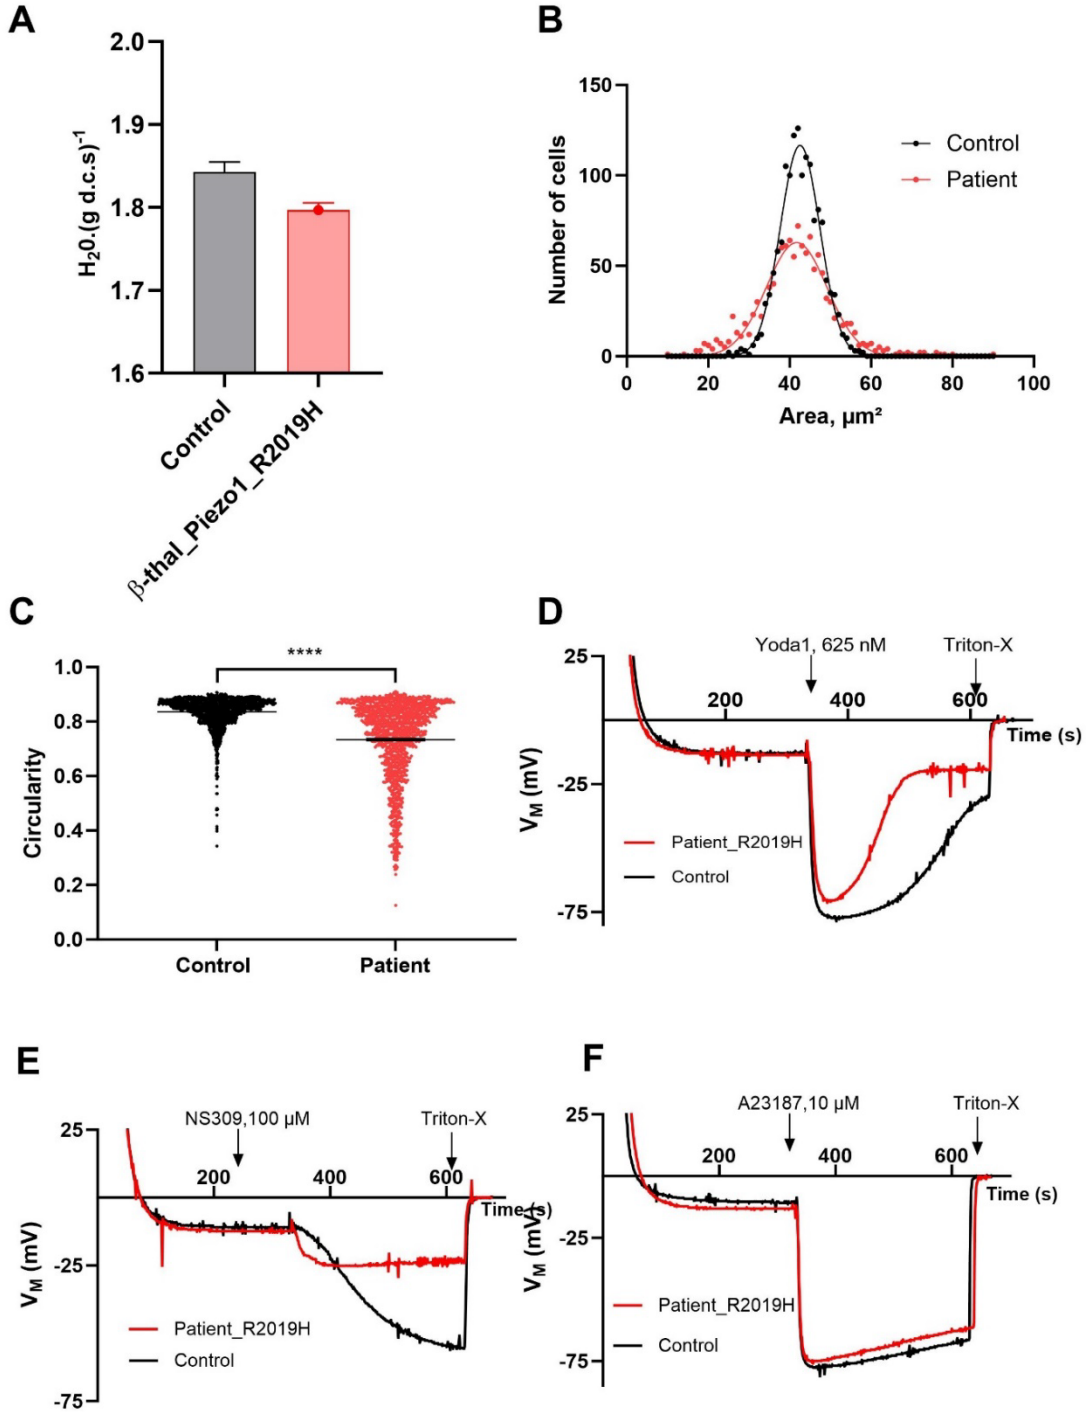 A
2.0
1.9
1.8
1.7
1.6
H₂0.(g d.c.s)⁻¹
Control
β-thal_Piezo1_R2019H
B
150
100
50
0
Number of cells
Control
Patient
0 20 40 60 80 100
Area, µm²
C
****
1.0
0.8
0.6
0.4
0.2
0.0
Circularity
Control Patient
D
Yoda1, 625 nM Triton-X
25
200 400 600
Time (s)
-25
-75
V_M (mV)
Patient_R2019H
Control
E
NS309,100 µM Triton-X
25
200 400 600
Time (s)
-25
-75
V_M (mV)
Patient_R2019H
Control
F
A23187,10 µM Triton-X
25
200 400 600
Time (s)
-25
-75
V_M (mV)
Patient_R2019H
Control